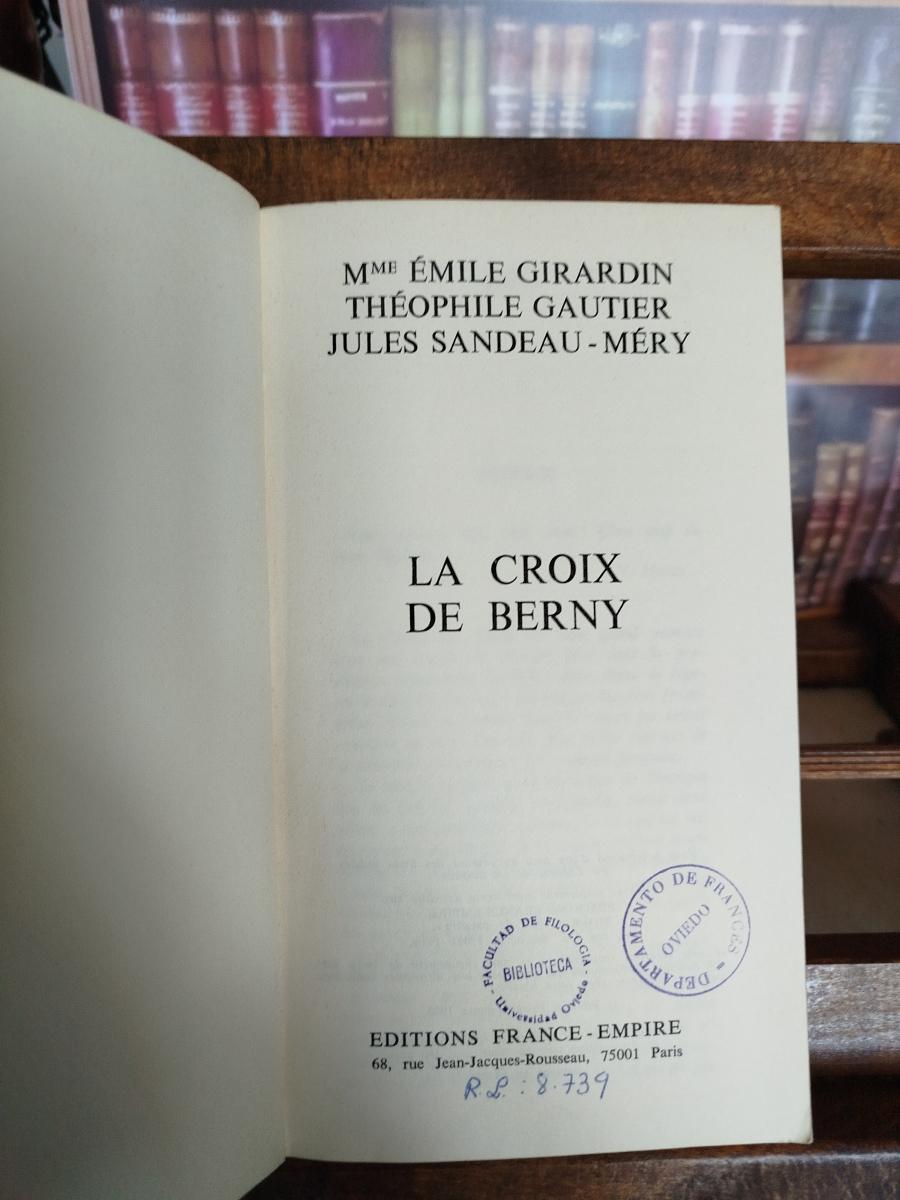 MME ÉMILE GIRARDIN
THÉOPHILE GAUTIER
JULES SANDEAU - MÉRY
LA CROIX
DE BERNY
FACULTAD DE FILOLOGIA
BIBLIOTECA
Universidad Oviedo
DEPARTAMENTO DE FRANCÉS
OVIEDO
EDITIONS FRANCE - EMPIRE
68, rue Jean-Jacques-Rousseau, 75001 Paris
R.L. : 8.739